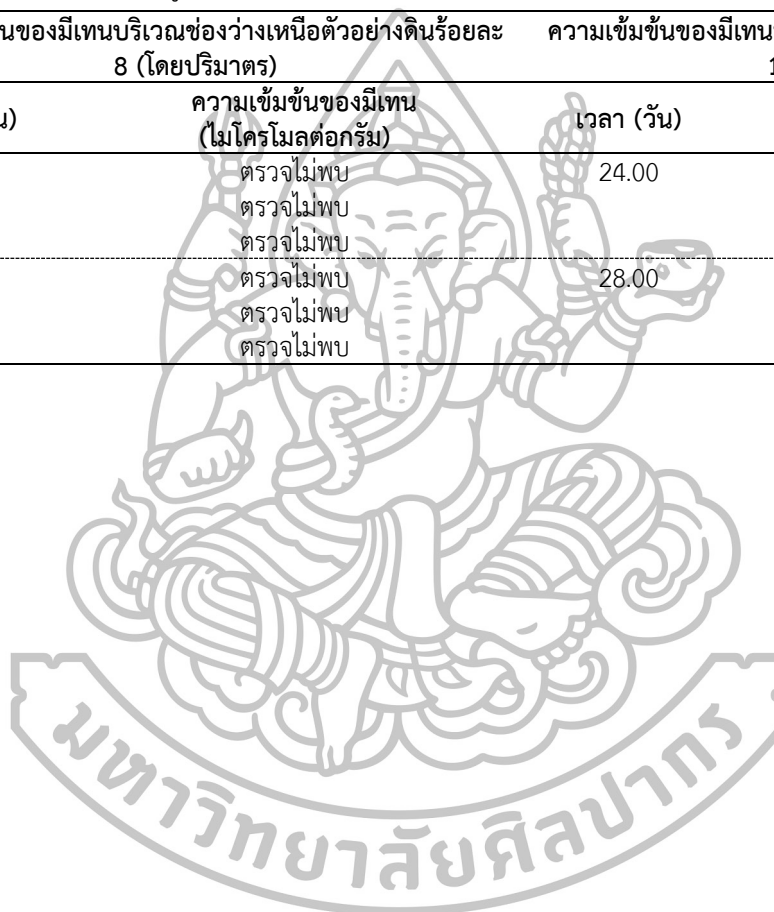 นของมีเทนบริเวณช่องว่างเหนือตัวอย่างดินร้อยละ ความเข้มข้นของมีเทน
8 (โดยปริมาตร) 1
น) ความเข้มข้นของมีเทน เวลา (วัน)
(ไมโครโมลต่อกรัม)
ตรวจไม่พบ 24.00
ตรวจไม่พบ
ตรวจไม่พบ
ตรวจไม่พบ 28.00
ตรวจไม่พบ
ตรวจไม่พบ
มหาวิทยาลัยศิลปากร